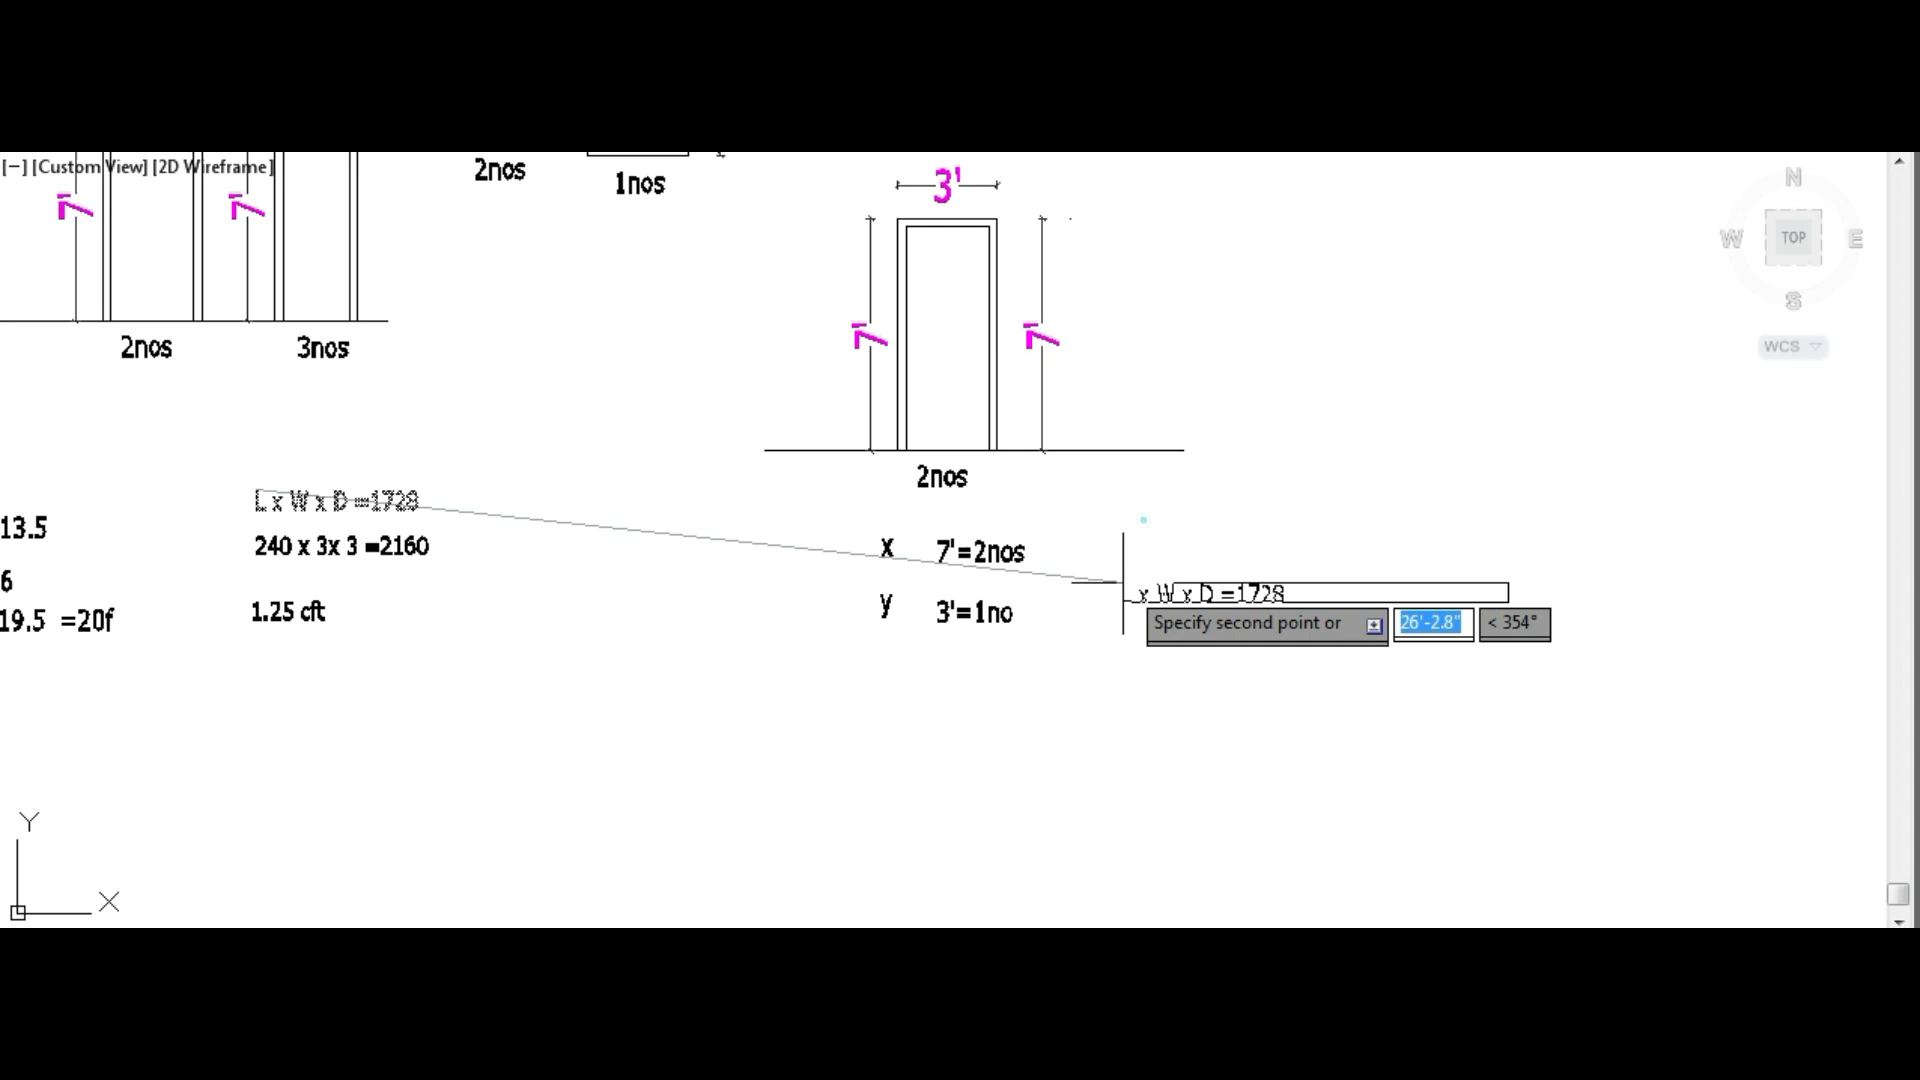 [−] [Custom View] [2D Wireframe]
2nos
1nos
3'
7'
7'
7'
7'
2nos
3nos
2nos
L x W x D =1728
13.5
240 x 3x 3 =2160
6
19.5 =20f
1.25 cft
x 7'=2nos
y 3'=1no
x W x D =1728
Specify second point or 26'-2.8" < 354°
N
W TOP E
S
WCS
Y
X